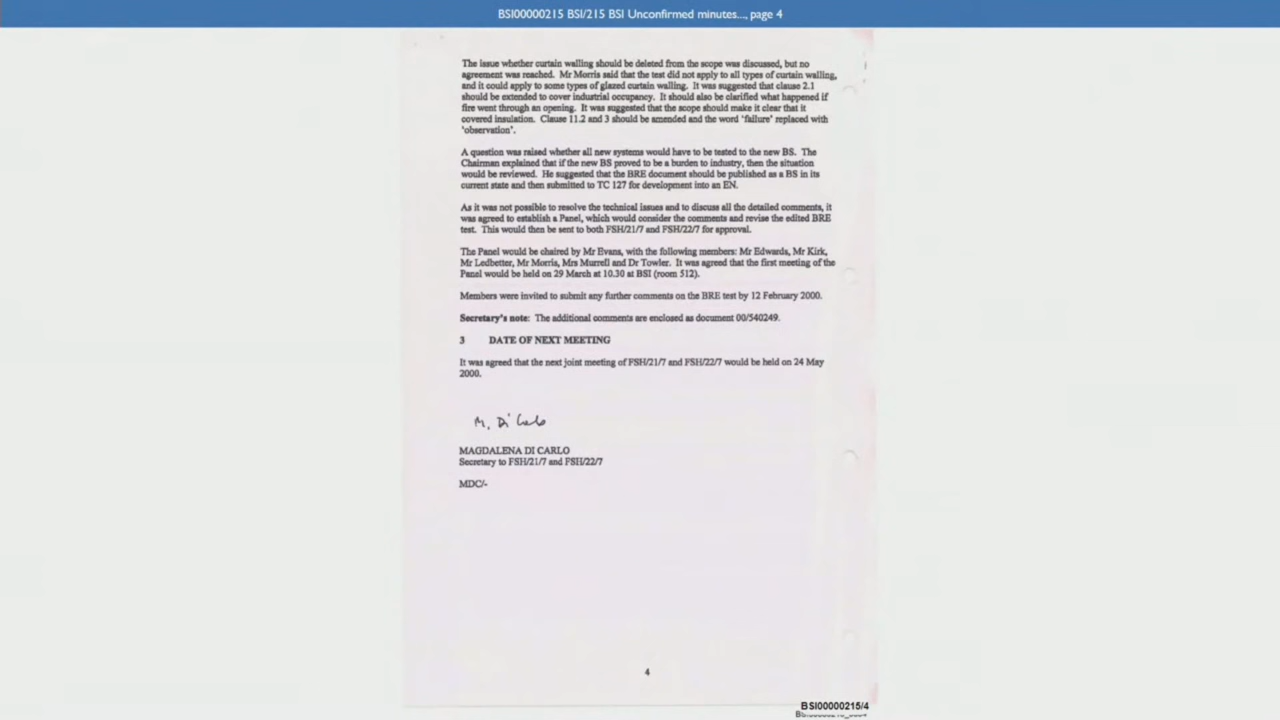 BSI00000215 BSI/215 BSI Unconfirmed minutes..., page 4
The issue whether curtain walling should be deleted from the scope was discussed, but no
agreement was reached. Mr Morris said that the test did not apply to all types of curtain walling,
and it could apply to some types of glazed curtain walling. It was suggested that clause 2.1
should be extended to cover industrial occupancy. It should also be clarified what happened if
fire went through an opening. It was suggested that the scope should make it clear that it
covered insulation. Clause 11.2 and 3 should be amended and the word 'failure' replaced with
'observation'.
A question was raised whether all new systems would have to be tested to the new BS. The
Chairman explained that if the new BS proved to be a burden to industry, then the situation
would be reviewed. He suggested that the BRE document should be published as a BS in its
current state and then submitted to TC 127 for development into an EN.
As it was not possible to resolve the technical issues and to discuss all the detailed comments, it
was agreed to establish a Panel, which would consider the comments and revise the edited BRE
test. This would then be sent to both FSH/21/7 and FSH/22/7 for approval.
The Panel would be chaired by Mr Evans, with the following members: Mr Edwards, Mr Kirk,
Mr Ledbetter, Mr Morris, Mrs Murrell and Dr Towler. It was agreed that the first meeting of the
Panel would be held on 29 March at 10.30 at BSI (room 512).
Members were invited to submit any further comments on the BRE test by 12 February 2000.
Secretary's note: The additional comments are enclosed as document 00/540249.
3 DATE OF NEXT MEETING
It was agreed that the next joint meeting of FSH/21/7 and FSH/22/7 would be held on 24 May
2000.
M. Di Carlo
MAGDALENA DI CARLO
Secretary to FSH/21/7 and FSH/22/7
MDC/-
4
BSI00000215/4